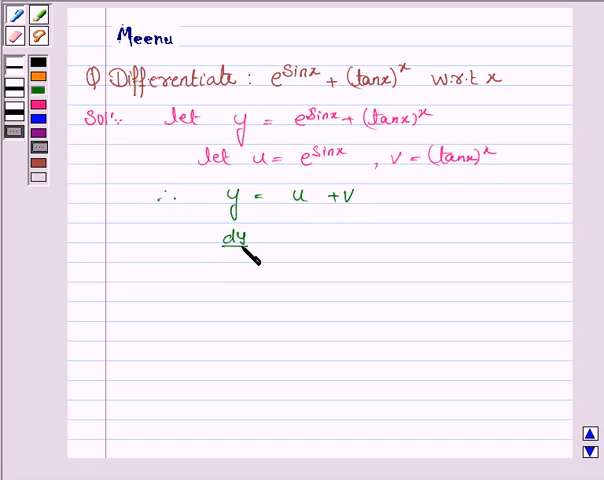 Meenu
Q Differentiate : e^sinx + (tanx)^x w.r.t x
Sol'n: let y = e^sinx + (tanx)^x
let u = e^sinx , v = (tanx)^x
∴ y = u + v
dy